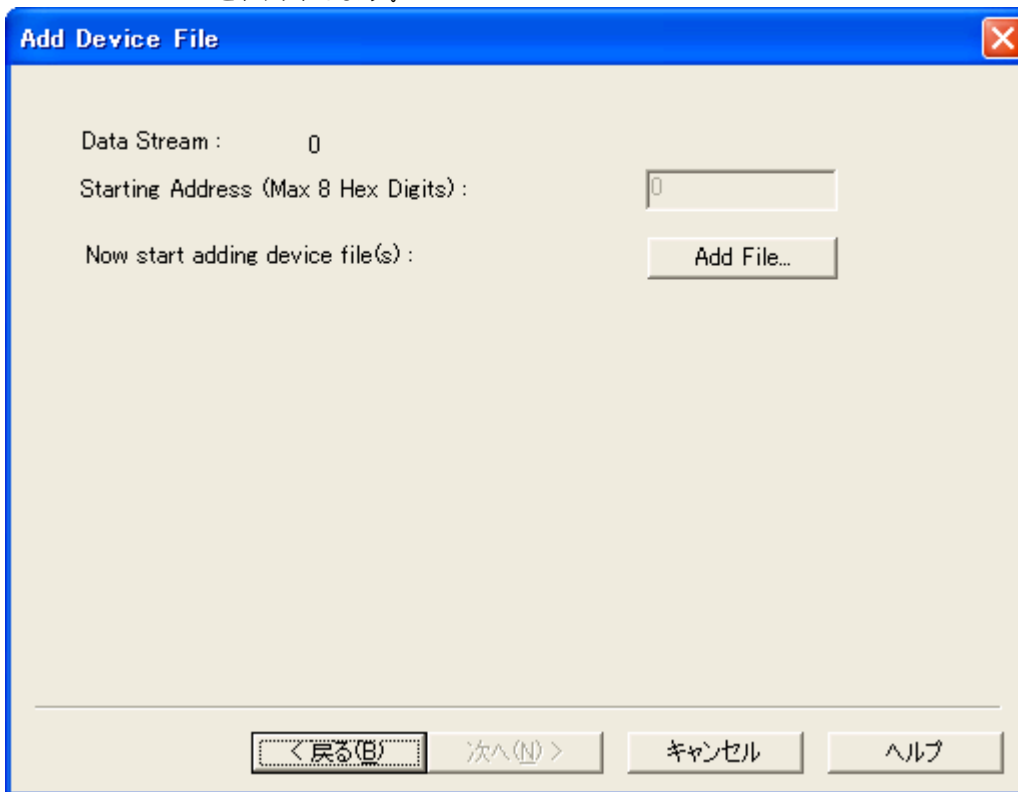 Add Device File
Data Stream : 0
Starting Address (Max 8 Hex Digits) : 0
Now start adding device file(s) : Add File...
< 戻る(B) 次へ(N) > キャンセル ヘルプ